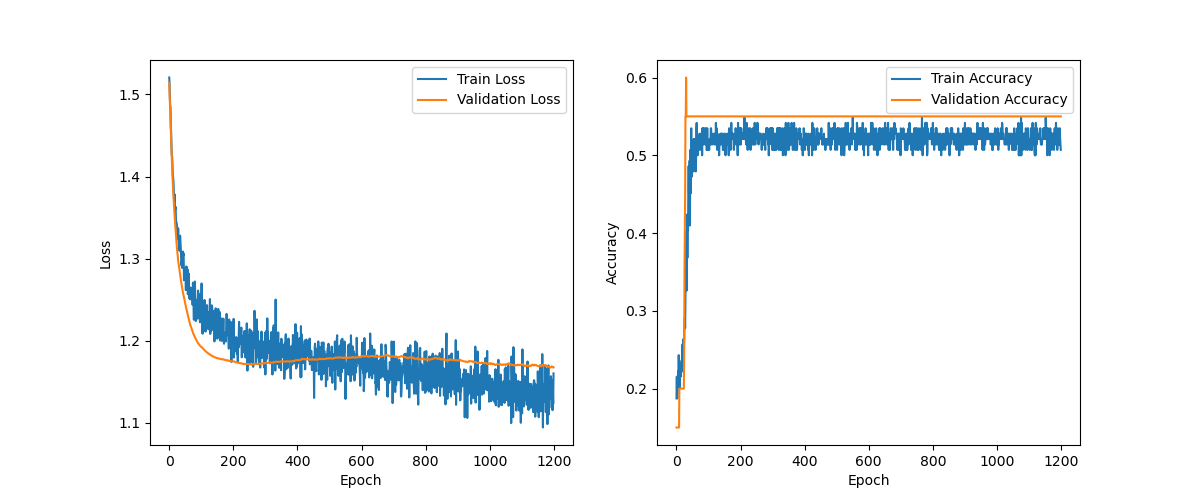 Train Loss
Validation Loss
1.5
1.4
1.3
1.2
1.1
Loss
0 200 400 600 800 1000 1200
Epoch
Train Accuracy
Validation Accuracy
0.6
0.5
0.4
0.3
0.2
Accuracy
0 200 400 600 800 1000 1200
Epoch